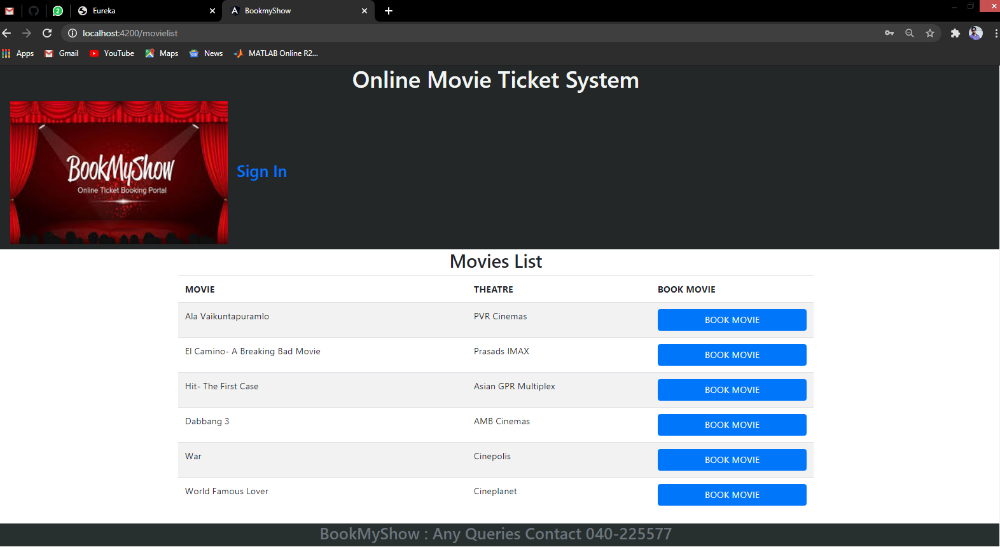 2 Eureka BookmyShow
localhost:4200/movielist
Apps Gmail YouTube Maps News MATLAB Online R2...
Online Movie Ticket System
BookMyShow
Online Ticket Booking Portal
Sign In
Movies List
MOVIE THEATRE BOOK MOVIE
Ala Vaikuntapuramlo PVR Cinemas BOOK MOVIE
El Camino- A Breaking Bad Movie Prasads IMAX BOOK MOVIE
Hit- The First Case Asian GPR Multiplex BOOK MOVIE
Dabbang 3 AMB Cinemas BOOK MOVIE
War Cinepolis BOOK MOVIE
World Famous Lover Cineplanet BOOK MOVIE
BookMyShow : Any Queries Contact 040-225577